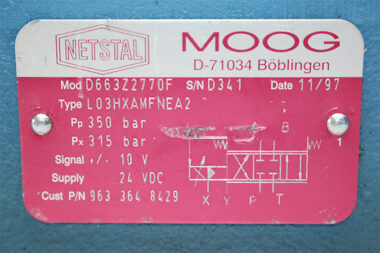 NETSTAL
MOOG
D-71034 Böblingen
Mod D663Z2770F S/N D341 Date 11/97
Type L03HXAMFNEA2
Pp 350 bar
Px 315 bar
Signal +/- 10 V
Supply 24 VDC
Cust P/N 963 364 8429
B
1
X Y P T